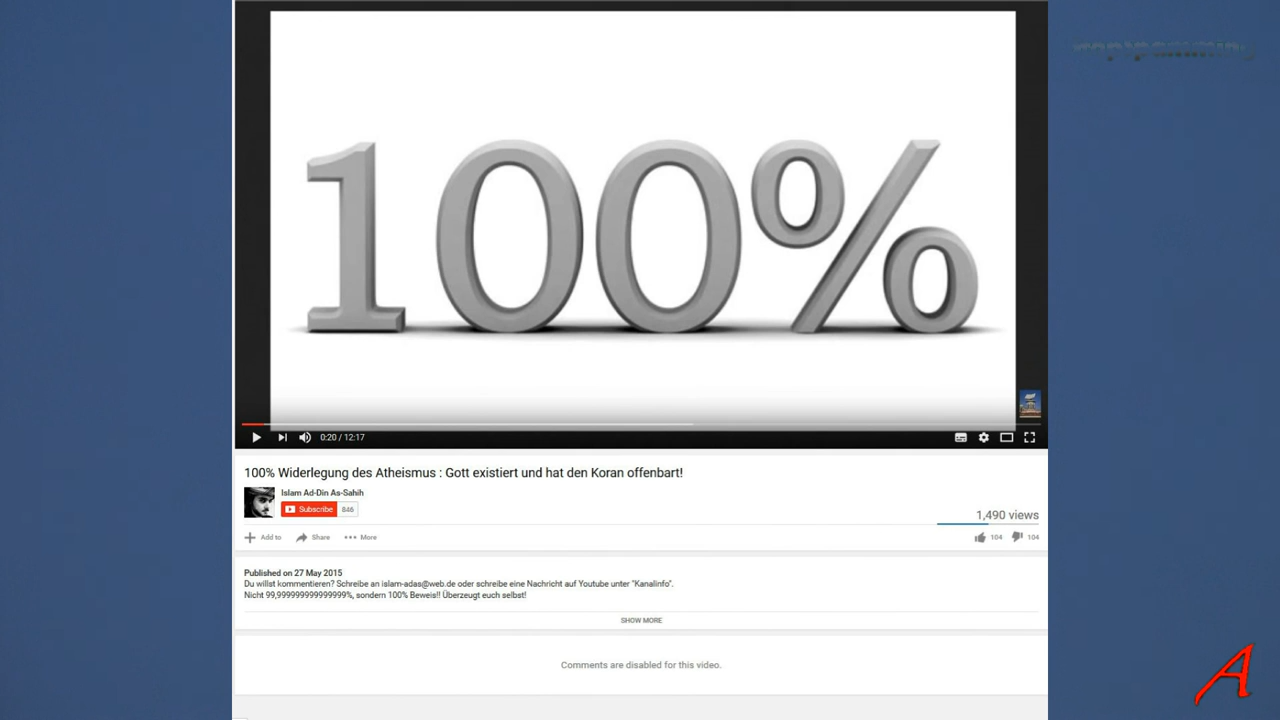 100%
0:20 / 12:17
100% Widerlegung des Atheismus : Gott existiert und hat den Koran offenbart!
Islam Ad-Din As-Sahih
Subscribe 846
1,490 views
Add to Share More 104 104
Published on 27 May 2015
Du willst kommentieren? Schreibe an islam-adas@web.de oder schreibe eine Nachricht auf Youtube unter "Kanalinfo".
Nicht 99,999999999999999%, sondern 100% Beweis!! Überzeugt euch selbst!
SHOW MORE
Comments are disabled for this video.
A